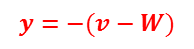 y = −(v − W)